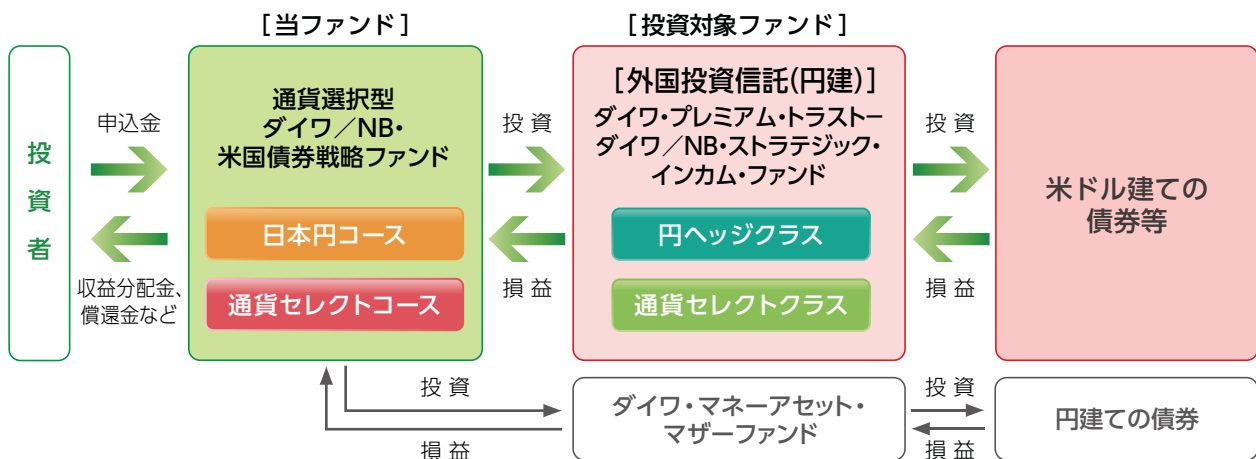 [当ファンド]
[投資対象ファンド]
投資者
申込金
収益分配金、
償還金など
通貨選択型
ダイワ／NB・
米国債券戦略ファンド
日本円コース
通貨セレクトコース
投 資
損 益
[外国投資信託(円建)]
ダイワ・プレミアム・トラスト－
ダイワ／NB・ストラテジック・
インカム・ファンド
円ヘッジクラス
通貨セレクトクラス
投 資
損 益
米ドル建ての
債券等
投 資
損 益
ダイワ・マネーアセット・
マザーファンド
投 資
損 益
円建ての債券